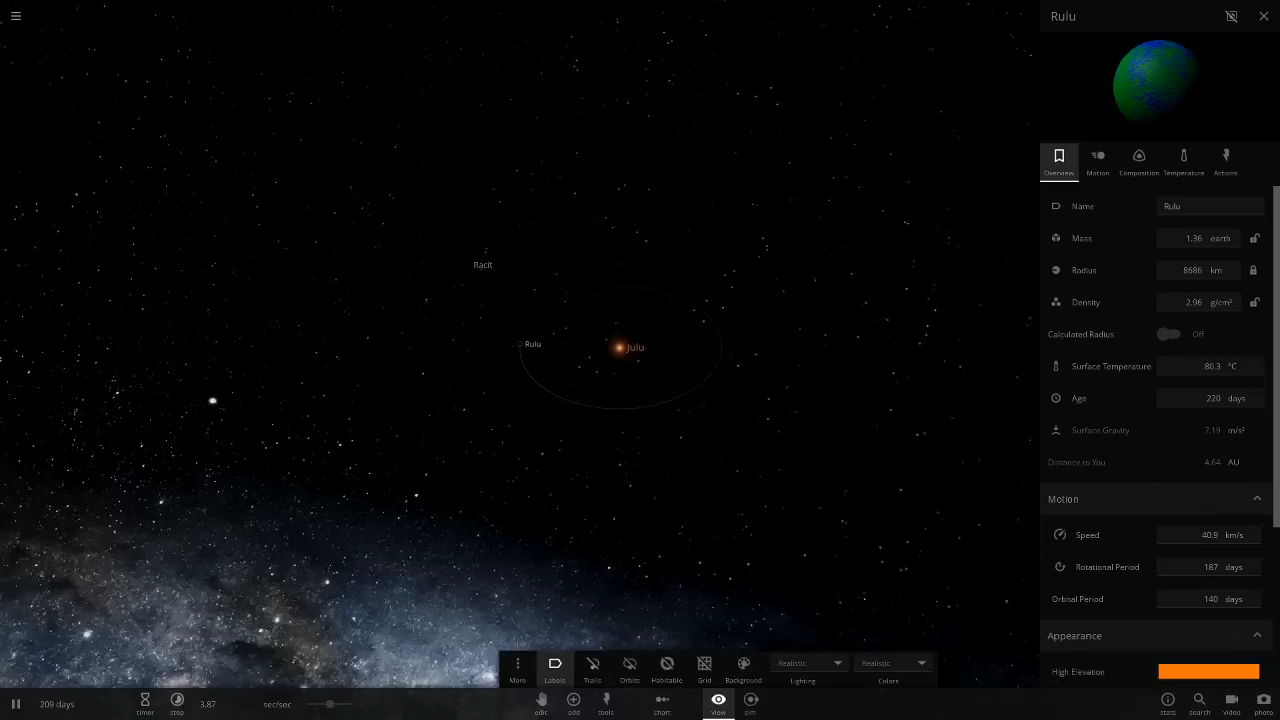 Rulu
Overview
Motion
Composition
Temperature
Actions
Name Rulu
Mass 1.36 earth
Radius 8686 km
Density 2.96 g/cm³
Calculated Radius Off
Surface Temperature 80.3 °C
Age 220 days
Surface Gravity 7.19 m/s²
Distance to You 4.64 AU
Motion
Speed 40.9 km/s
Rotational Period 187 days
Orbital Period 140 days
Appearance
High Elevation
Racit
Rulu
Julu
More
Labels
Trails
Orbits
Habitable
Grid
Background
Realistic
Lighting
Realistic
Colors
209 days
timer
step
3.87 sec/sec
edit
add
tools
chart
view
sim
stats
search
video
photo